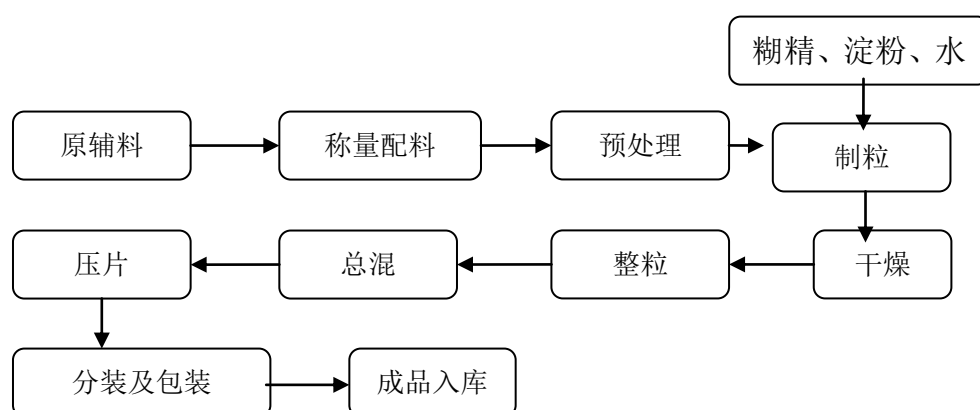 糊精、淀粉、水
原辅料
称量配料
预处理
制粒
压片
总混
整粒
干燥
分装及包装
成品入库